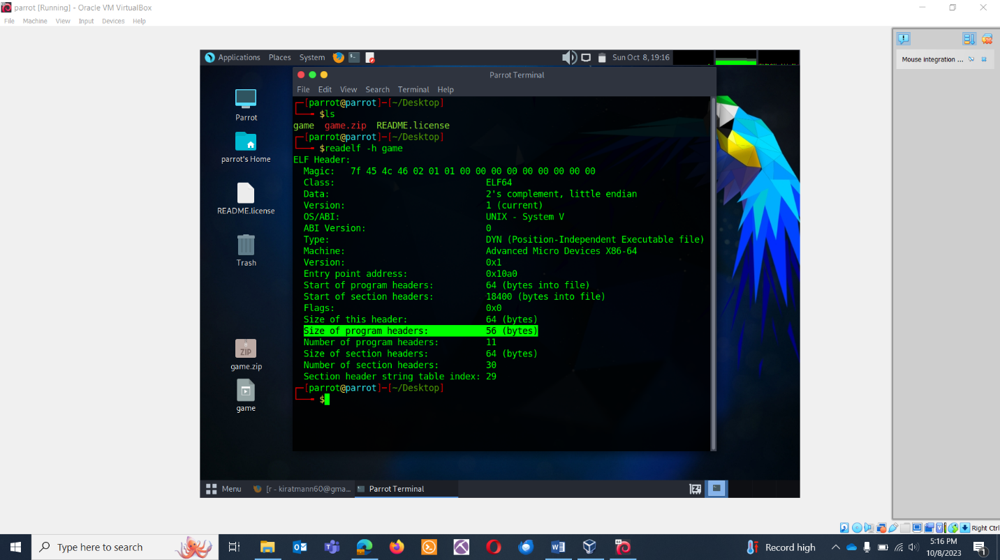 parrot [Running] - Oracle VM VirtualBox
File Machine View Input Devices Help
Applications Places System Sun Oct 8, 19:16
Mouse integration ...
Parrot Terminal
File Edit View Search Terminal Help
Parrot
parrot's Home
README.license
Trash
ZIP
game.zip
game
┌─[parrot@parrot]─[~/Desktop]
└──╼ $ls
game game.zip README.license
┌─[parrot@parrot]─[~/Desktop]
└──╼ $readelf -h game
ELF Header:
Magic: 7f 45 4c 46 02 01 01 00 00 00 00 00 00 00 00 00
Class: ELF64
Data: 2's complement, little endian
Version: 1 (current)
OS/ABI: UNIX - System V
ABI Version: 0
Type: DYN (Position-Independent Executable file)
Machine: Advanced Micro Devices X86-64
Version: 0x1
Entry point address: 0x10a0
Start of program headers: 64 (bytes into file)
Start of section headers: 18400 (bytes into file)
Flags: 0x0
Size of this header: 64 (bytes)
Size of program headers: 56 (bytes)
Number of program headers: 11
Size of section headers: 64 (bytes)
Number of section headers: 30
Section header string table index: 29
┌─[parrot@parrot]─[~/Desktop]
└──╼ $
Menu [r - kiratmann60@gma... Parrot Terminal
Right Ctrl
Type here to search Record high 5:16 PM
10/8/2023 1